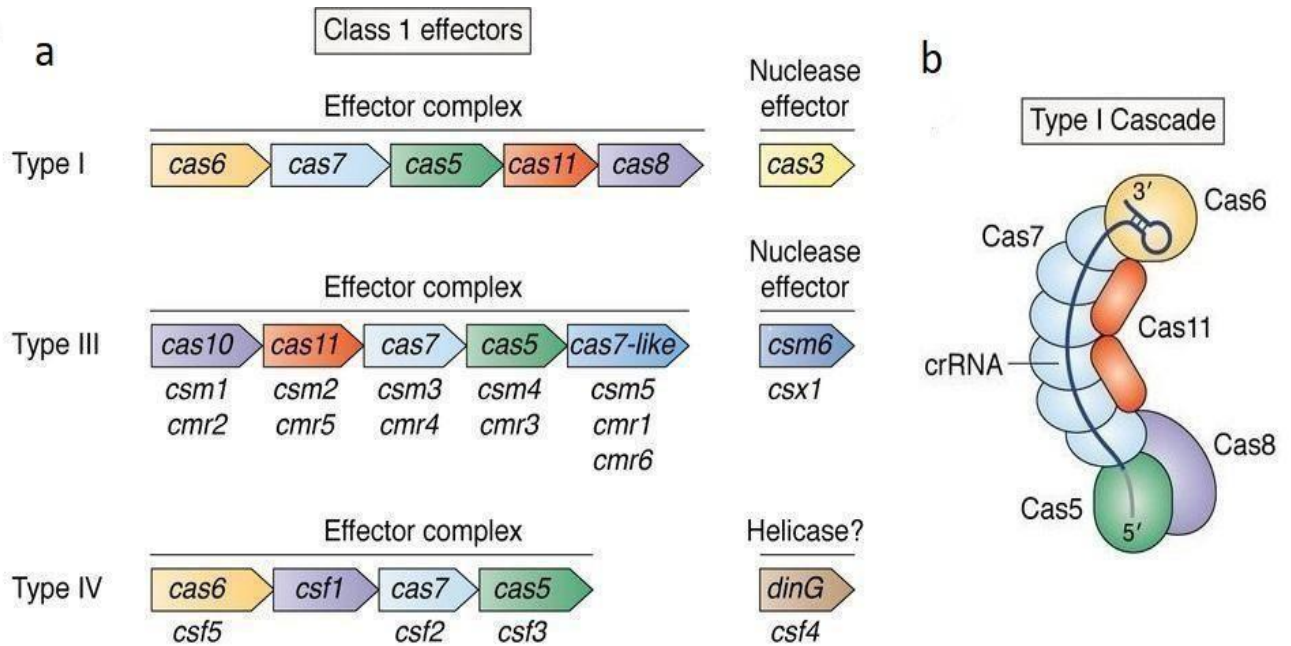 a
Class 1 effectors
Effector complex
Nuclease
effector
Type I
cas6 cas7 cas5 cas11 cas8 cas3
Effector complex
Nuclease
effector
Type III
cas10 cas11 cas7 cas5 cas7-like csm6
csm1 csm2 csm3 csm4 csm5 csx1
cmr2 cmr5 cmr4 cmr3 cmr1
cmr6
Effector complex
Helicase?
Type IV
cas6 csf1 cas7 cas5 dinG
csf5 csf2 csf3 csf4
b
Type I Cascade
3′
Cas6
Cas7
Cas11
crRNA
Cas8
Cas5
5′